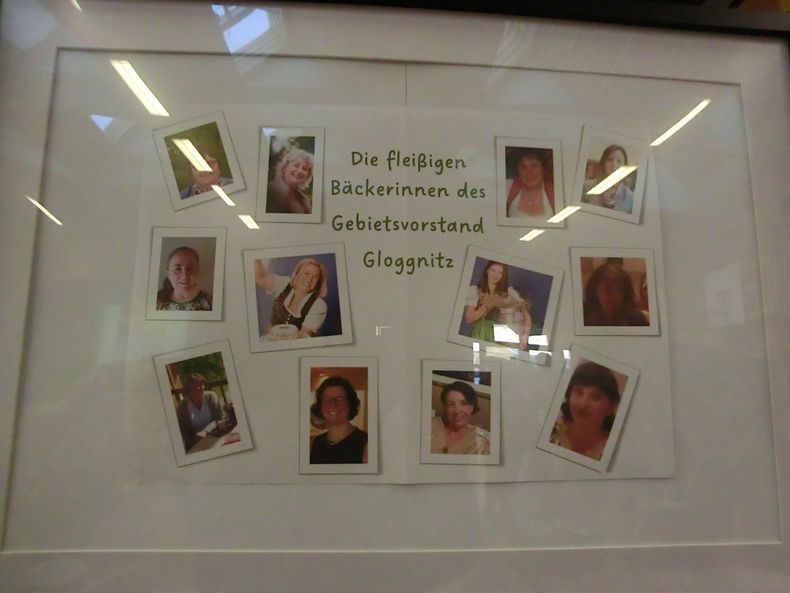 Die fleißigen
Bäckerinnen des
Gebietsvorstand
Gloggnitz